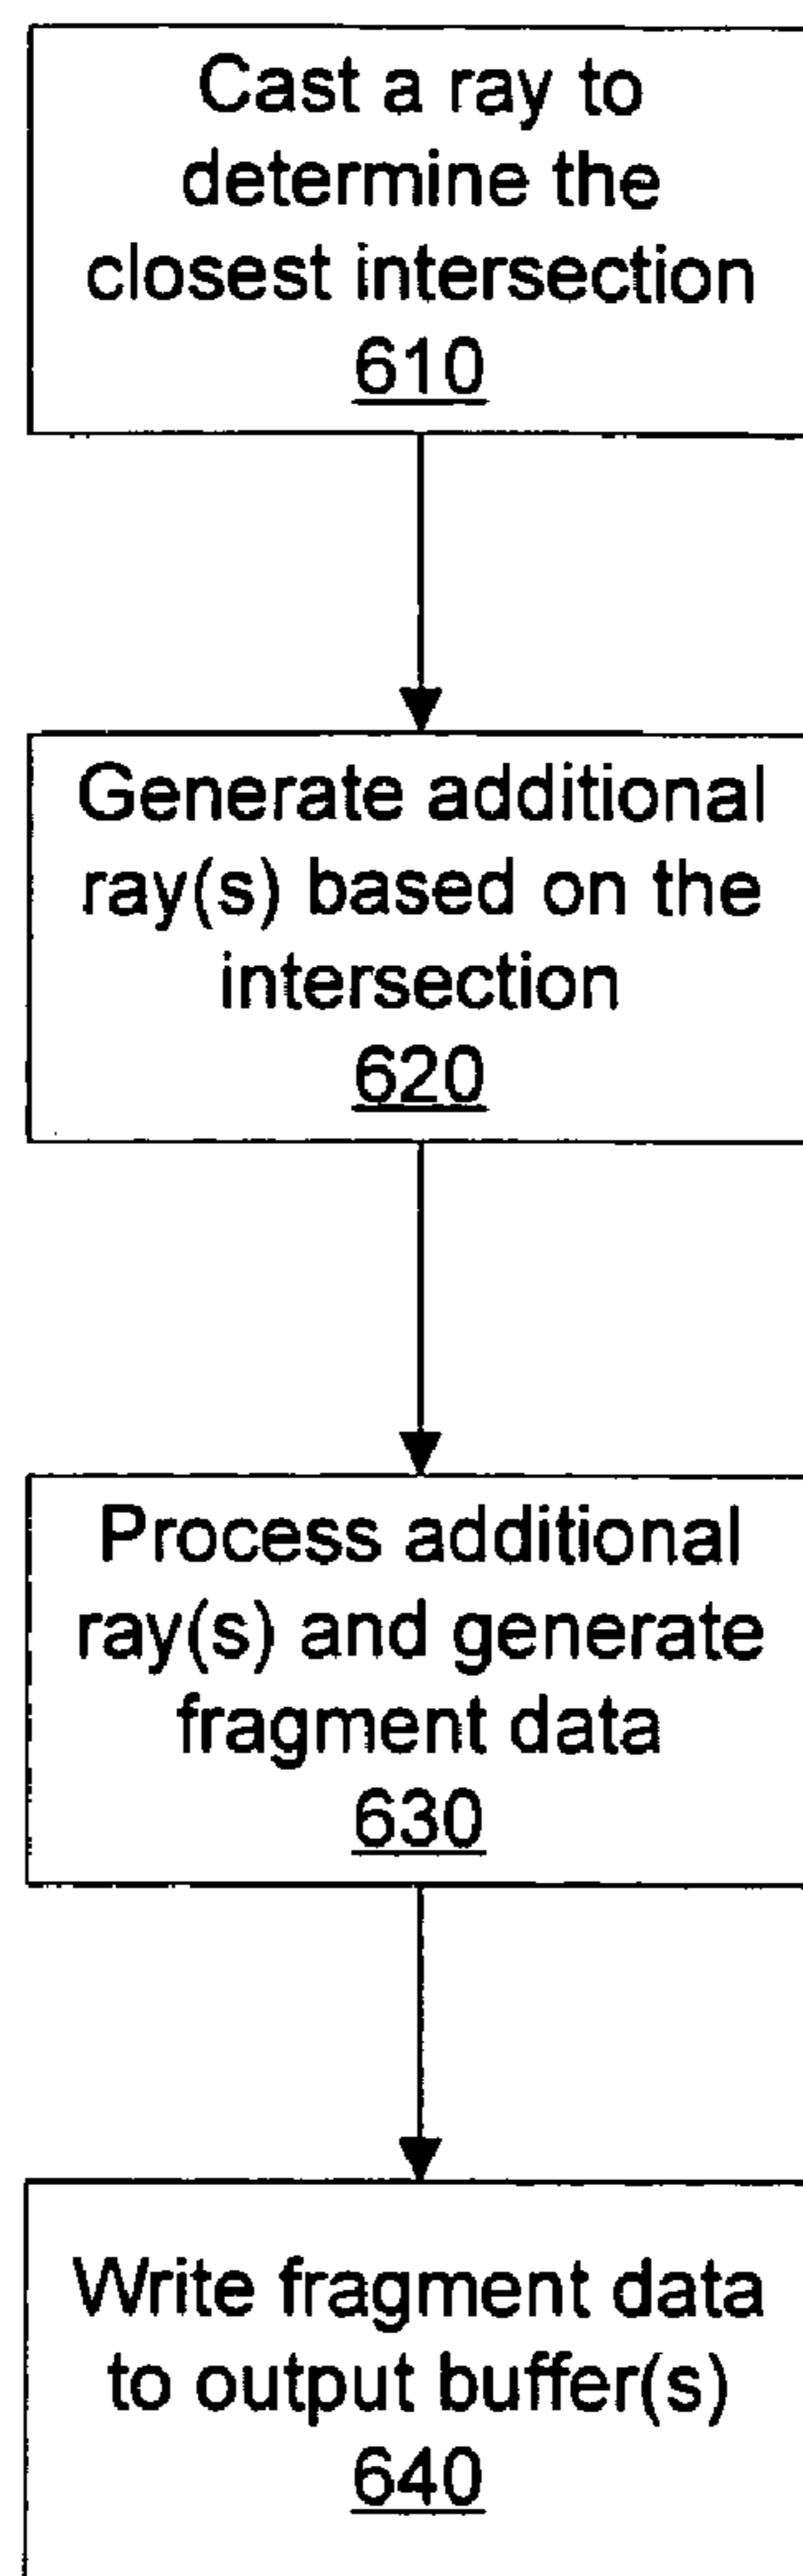 Cast a ray to
determine the
closest intersection
610
Generate additional
ray(s) based on the
intersection
620
Process additional
ray(s) and generate
fragment data
630
Write fragment data
to output buffer(s)
640